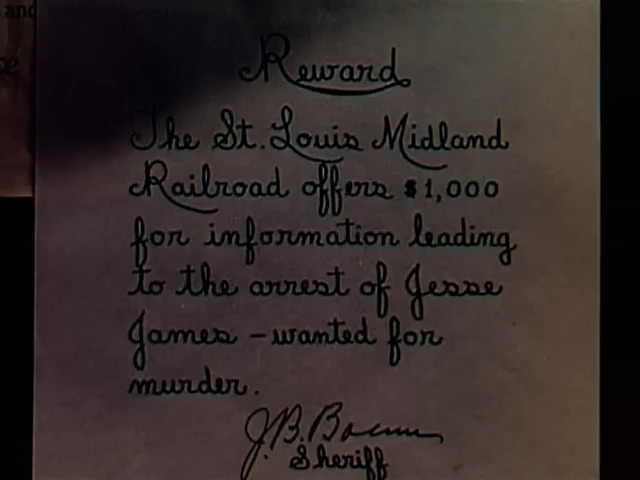 and
Reward
The St. Louis Midland
Railroad offers $1,000
for information leading
to the arrest of Jesse
James - wanted for
murder.
J.B.
Sheriff